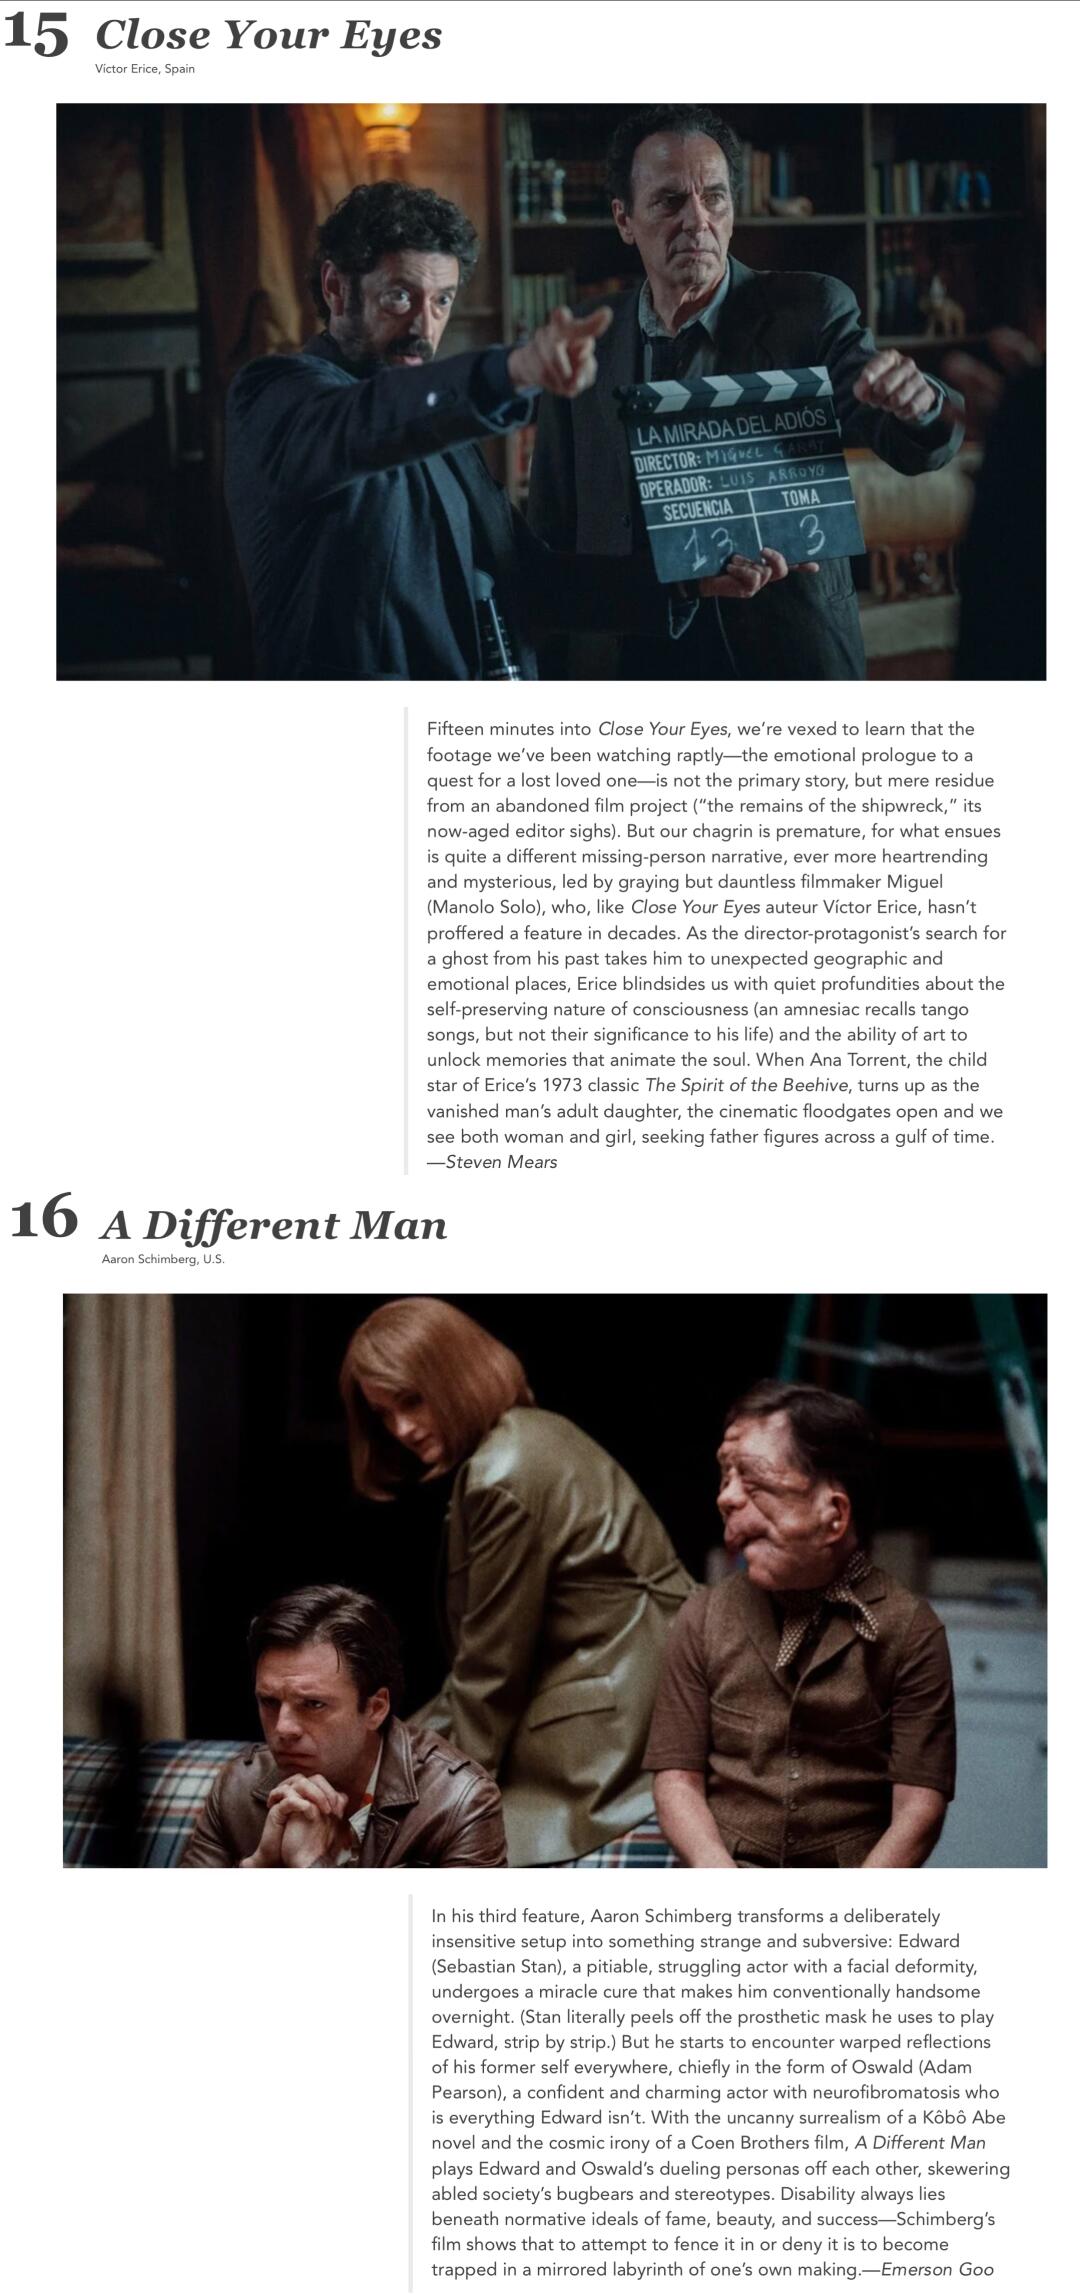 15 Close Your Eyes
Víctor Erice, Spain
LA MIRADA DEL ADIÓS
DIRECTOR: MIGUEL GARAY
OPERADOR: LUIS ARROYO
SECUENCIA TOMA
13 3
Fifteen minutes into Close Your Eyes, we’re vexed to learn that the
footage we’ve been watching raptly—the emotional prologue to a
quest for a lost loved one—is not the primary story, but mere residue
from an abandoned film project (“the remains of the shipwreck,” its
now-aged editor sighs). But our chagrin is premature, for what ensues
is quite a different missing-person narrative, ever more heartrending
and mysterious, led by graying but dauntless filmmaker Miguel
(Manolo Solo), who, like Close Your Eyes auteur Víctor Erice, hasn’t
proffered a feature in decades. As the director-protagonist’s search for
a ghost from his past takes him to unexpected geographic and
emotional places, Erice blindsides us with quiet profundities about the
self-preserving nature of consciousness (an amnesiac recalls tango
songs, but not their significance to his life) and the ability of art to
unlock memories that animate the soul. When Ana Torrent, the child
star of Erice’s 1973 classic The Spirit of the Beehive, turns up as the
vanished man’s adult daughter, the cinematic floodgates open and we
see both woman and girl, seeking father figures across a gulf of time.
—Steven Mears
16 A Different Man
Aaron Schimberg, U.S.
In his third feature, Aaron Schimberg transforms a deliberately
insensitive setup into something strange and subversive: Edward
(Sebastian Stan), a pitiable, struggling actor with a facial deformity,
undergoes a miracle cure that makes him conventionally handsome
overnight. (Stan literally peels off the prosthetic mask he uses to play
Edward, strip by strip.) But he starts to encounter warped reflections
of his former self everywhere, chiefly in the form of Oswald (Adam
Pearson), a confident and charming actor with neurofibromatosis who
is everything Edward isn’t. With the uncanny surrealism of a Kôbô Abe
novel and the cosmic irony of a Coen Brothers film, A Different Man
plays Edward and Oswald’s dueling personas off each other, skewering
abled society’s bugbears and stereotypes. Disability always lies
beneath normative ideals of fame, beauty, and success—Schimberg’s
film shows that to attempt to fence it in or deny it is to become
trapped in a mirrored labyrinth of one’s own making.—Emerson Goo